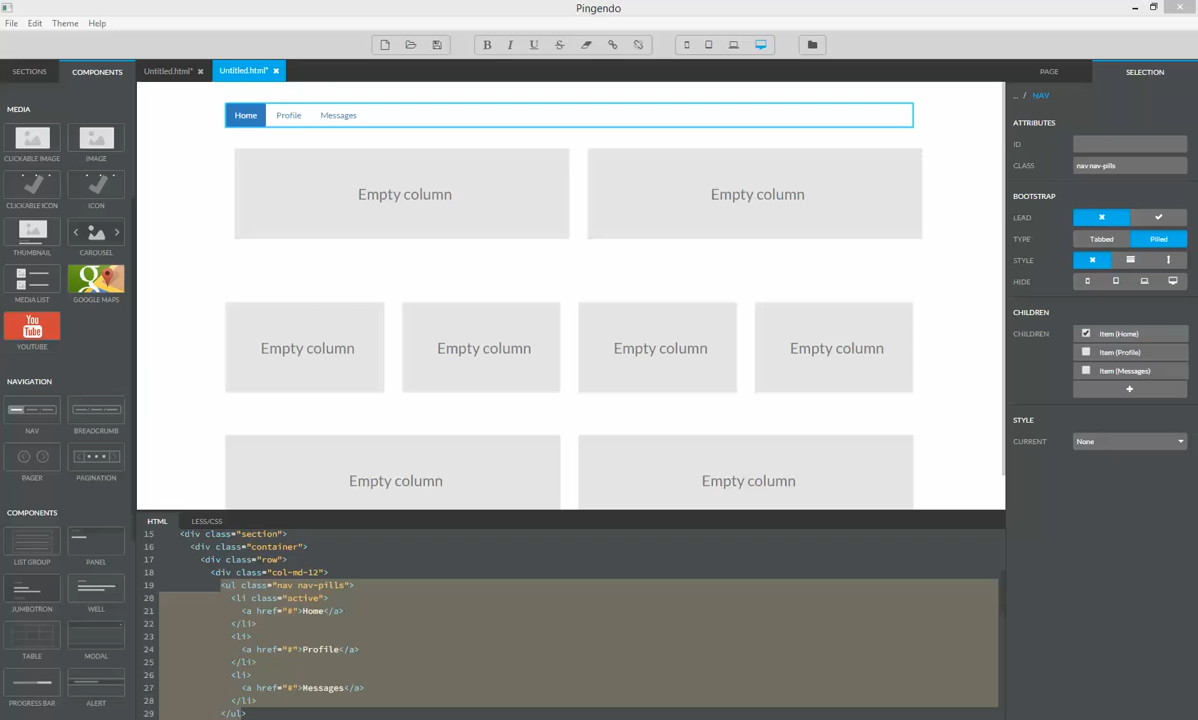 Pingendo
File Edit Theme Help
B I U S
SECTIONS COMPONENTS Untitled.html* Untitled.html* PAGE SELECTION
MEDIA
CLICKABLE IMAGE IMAGE
CLICKABLE ICON ICON
THUMBNAIL CAROUSEL
MEDIA LIST GOOGLE MAPS
You Tube
YOUTUBE
NAVIGATION
NAV BREADCRUMB
PAGER PAGINATION
COMPONENTS
LIST GROUP PANEL
JUMBOTRON WELL
TABLE MODAL
PROGRESS BAR ALERT
Home Profile Messages
Empty column Empty column
Empty column Empty column Empty column Empty column
Empty column Empty column
HTML LESS/CSS
15 <div class="section">
16 <div class="container">
17 <div class="row">
18 <div class="col-md-12">
19 <ul class="nav nav-pills">
20 <li class="active">
21 <a href="#">Home</a>
22 </li>
23 <li>
24 <a href="#">Profile</a>
25 </li>
26 <li>
27 <a href="#">Messages</a>
28 </li>
29 </ul>
... / NAV
ATTRIBUTES
ID
CLASS nav nav-pills
BOOTSTRAP
LEAD
TYPE Tabbed Pilled
STYLE
HIDE
CHILDREN
CHILDREN Item (Home)
Item (Profile)
Item (Messages)
+
STYLE
CURRENT None